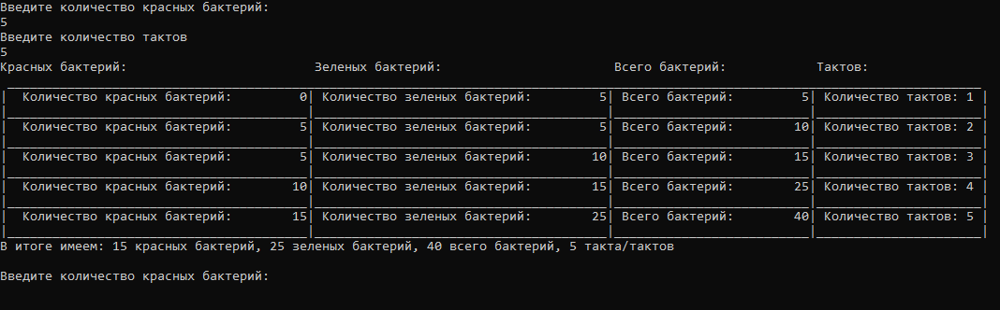 Введите количество красных бактерий:
5
Введите количество тактов
5
Красных бактерий: Зеленых бактерий: Всего бактерий: Тактов:
| Количество красных бактерий: 0| Количество зеленых бактерий: 5| Всего бактерий: 5| Количество тактов: 1 |
| Количество красных бактерий: 5| Количество зеленых бактерий: 5| Всего бактерий: 10| Количество тактов: 2 |
| Количество красных бактерий: 5| Количество зеленых бактерий: 10| Всего бактерий: 15| Количество тактов: 3 |
| Количество красных бактерий: 10| Количество зеленых бактерий: 15| Всего бактерий: 25| Количество тактов: 4 |
| Количество красных бактерий: 15| Количество зеленых бактерий: 25| Всего бактерий: 40| Количество тактов: 5 |
В итоге имеем: 15 красных бактерий, 25 зеленых бактерий, 40 всего бактерий, 5 такта/тактов
Введите количество красных бактерий: